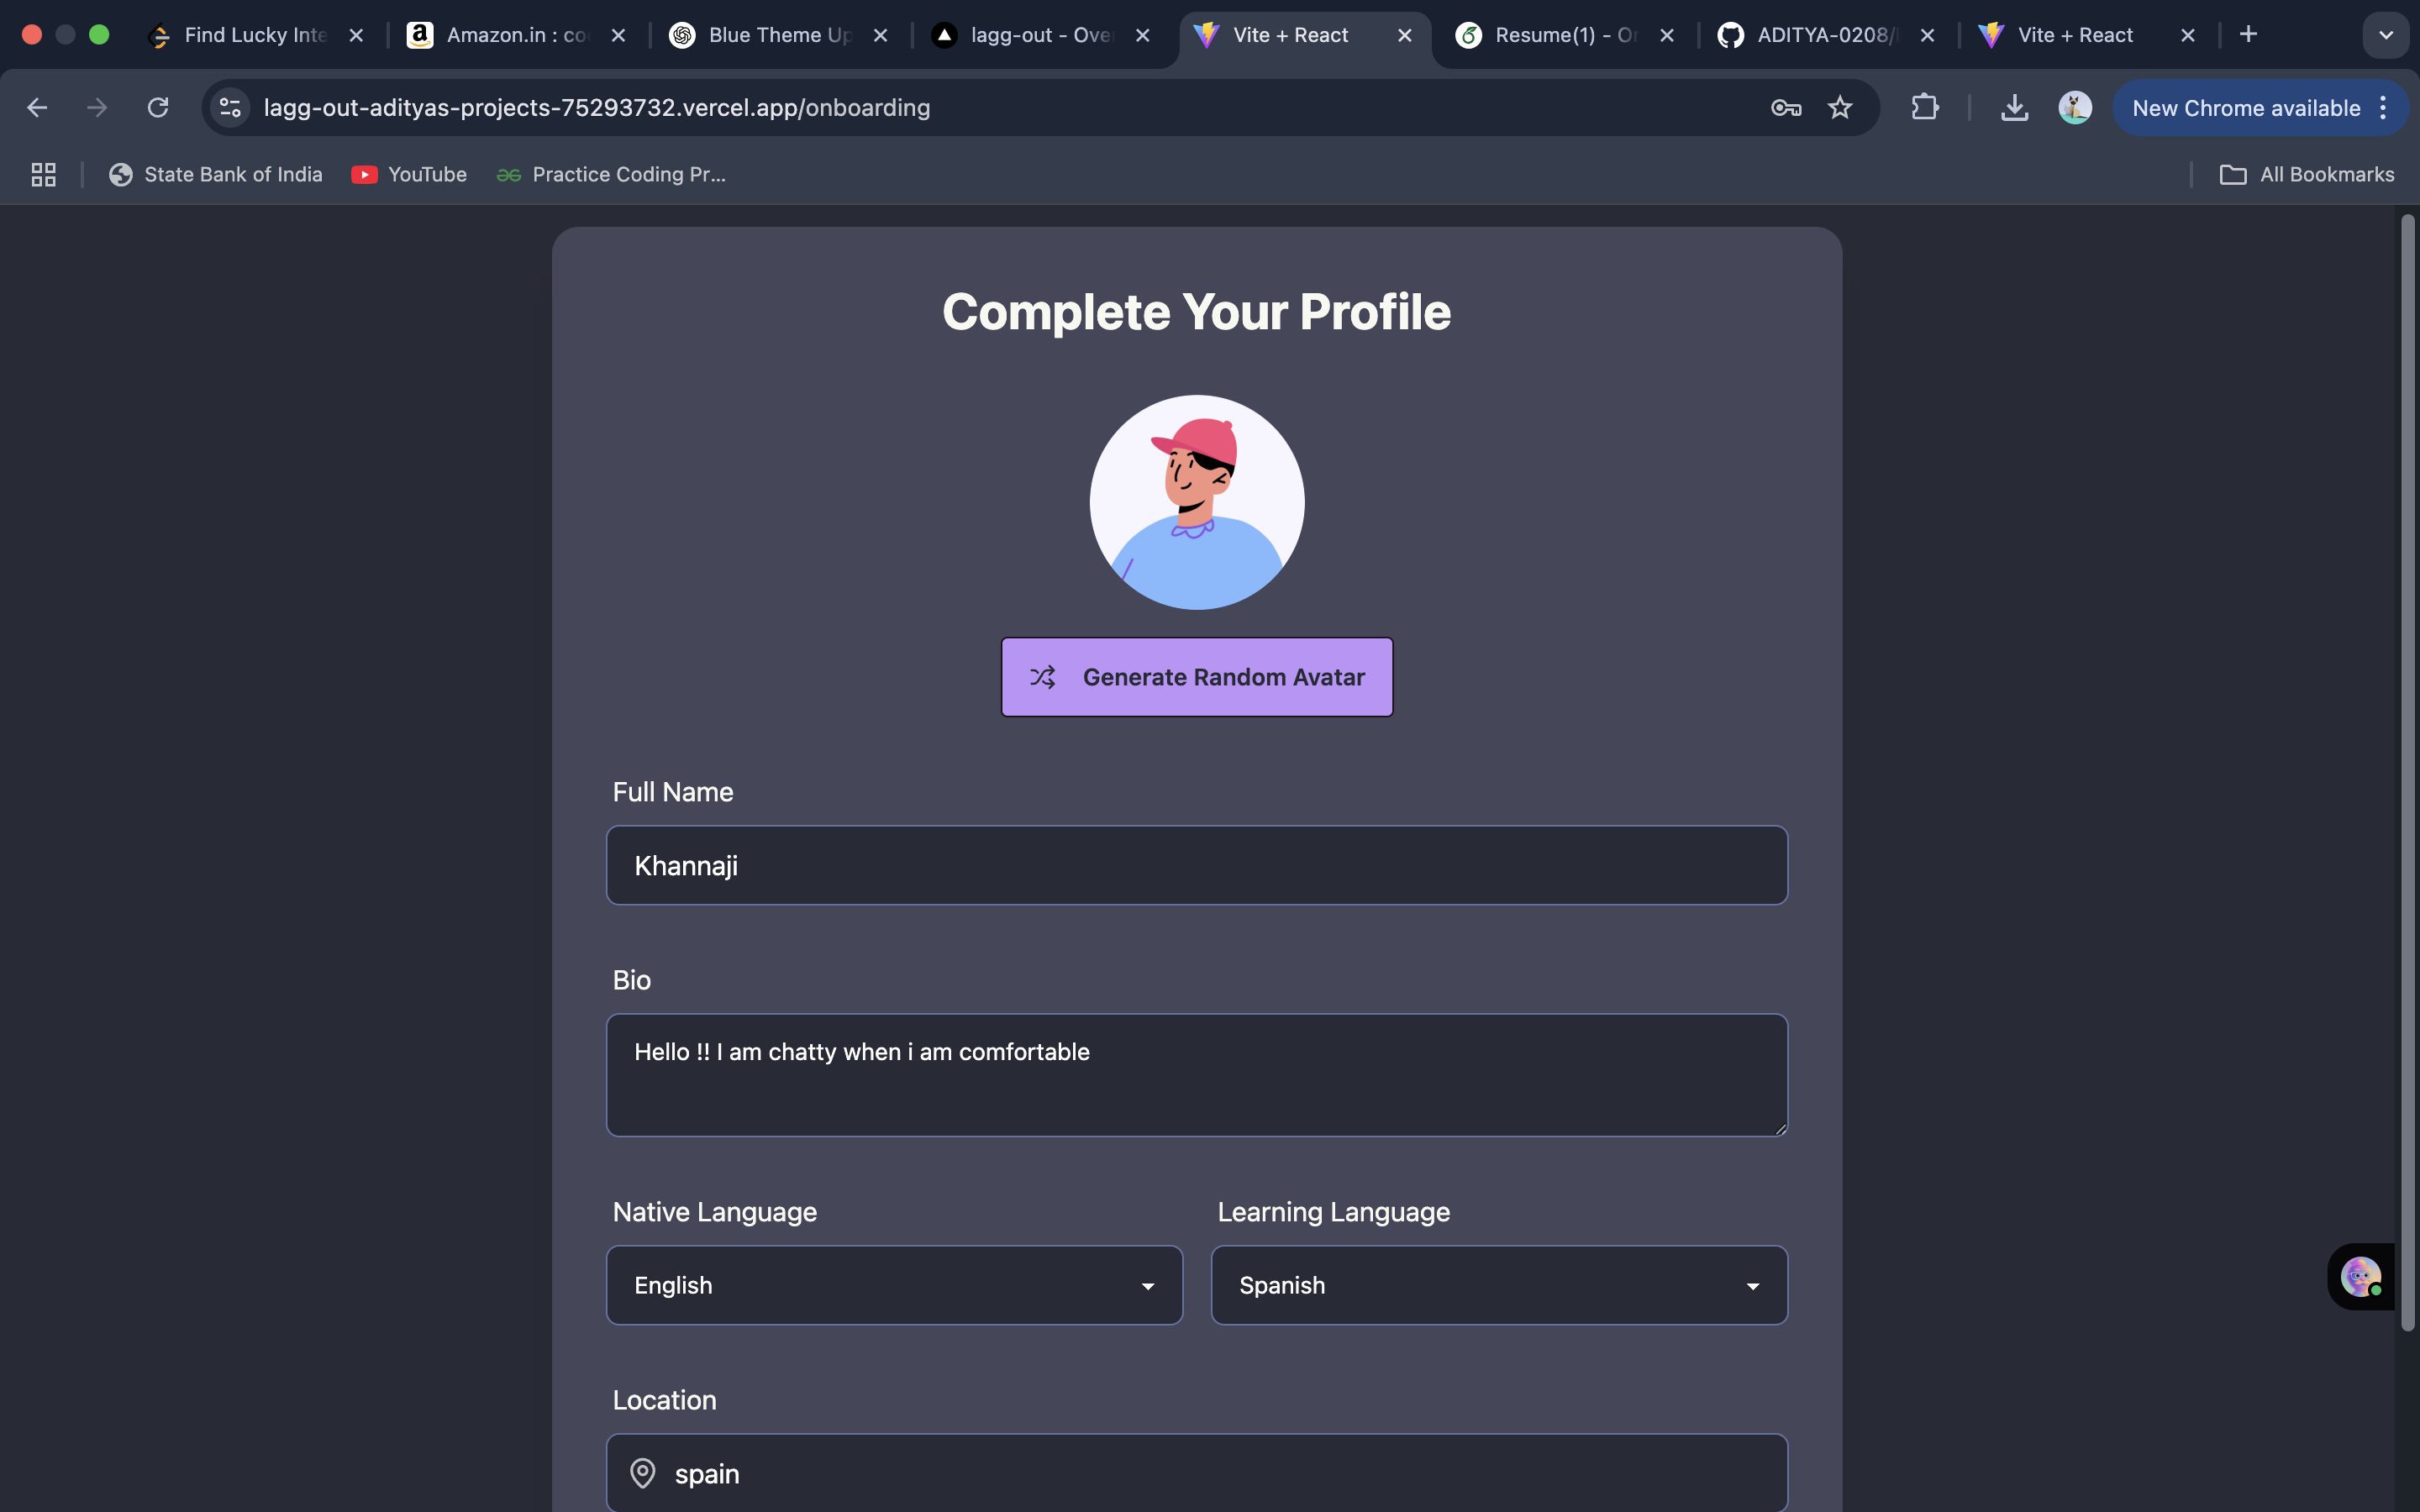 Find Lucky Inte
Amazon.in : co
Blue Theme Up
lagg-out - Ove
Vite + React
Resume(1) - O
ADITYA-0208/
Vite + React
lagg-out-adityas-projects-75293732.vercel.app/onboarding
New Chrome available
State Bank of India
YouTube
Practice Coding Pr...
All Bookmarks
Complete Your Profile
Generate Random Avatar
Full Name
Khannaji
Bio
Hello !! I am chatty when i am comfortable
Native Language
Learning Language
English
Spanish
Location
spain